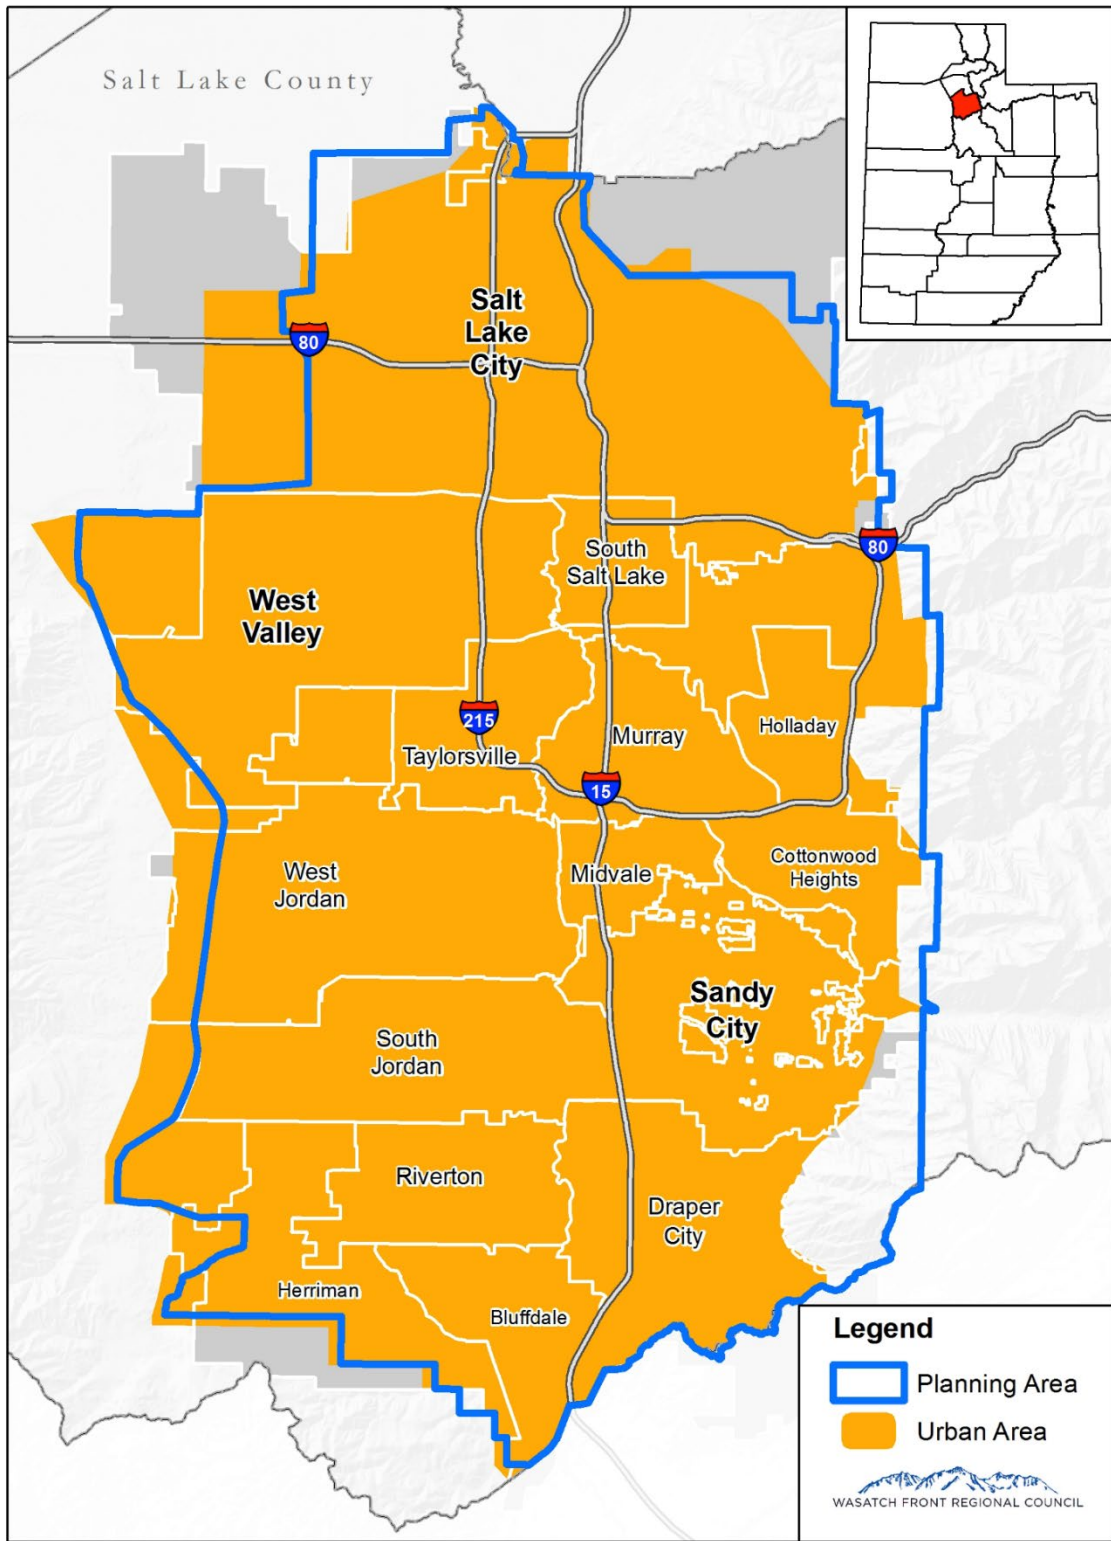 Salt Lake County
Salt
Lake
City
80
80
South
Salt Lake
West
Valley
215
Taylorsville
Murray
Holladay
15
West
Jordan
Midvale
Cottonwood
Heights
Sandy
City
South
Jordan
Riverton
Draper
City
Herriman
Bluffdale
Legend
Planning Area
Urban Area
WASATCH FRONT REGIONAL COUNCIL